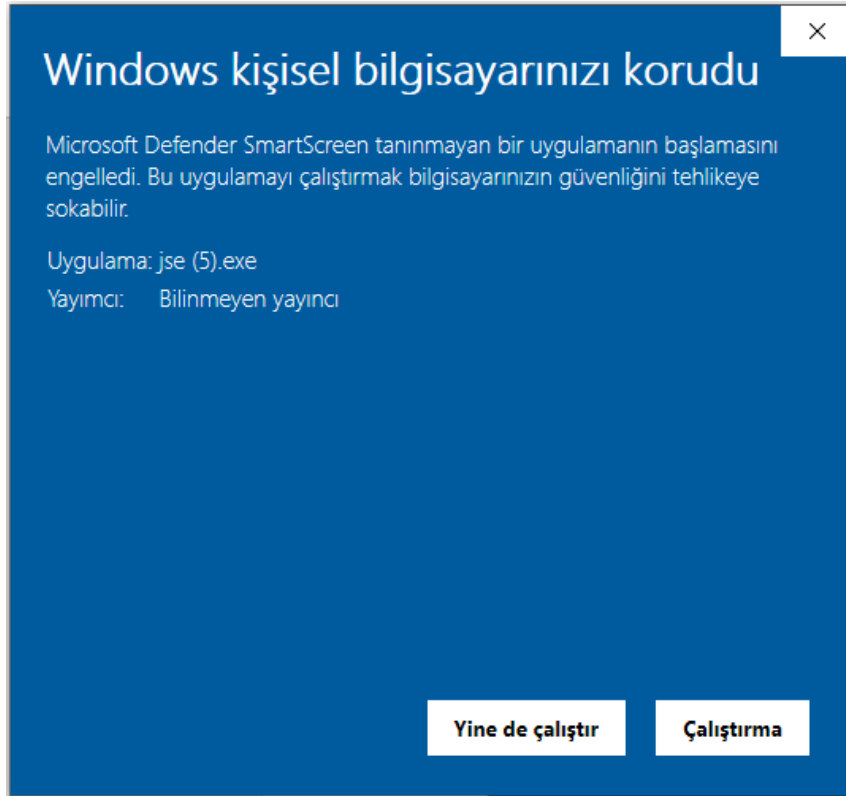 Windows kişisel bilgisayarınızı korudu
Microsoft Defender SmartScreen tanınmayan bir uygulamanın başlamasını
engelledi. Bu uygulamayı çalıştırmak bilgisayarınızın güvenliğini tehlikeye
sokabilir.
Uygulama: jse (5).exe
Yayımcı: Bilinmeyen yayıncı
Yine de çalıştır Çalıştırma